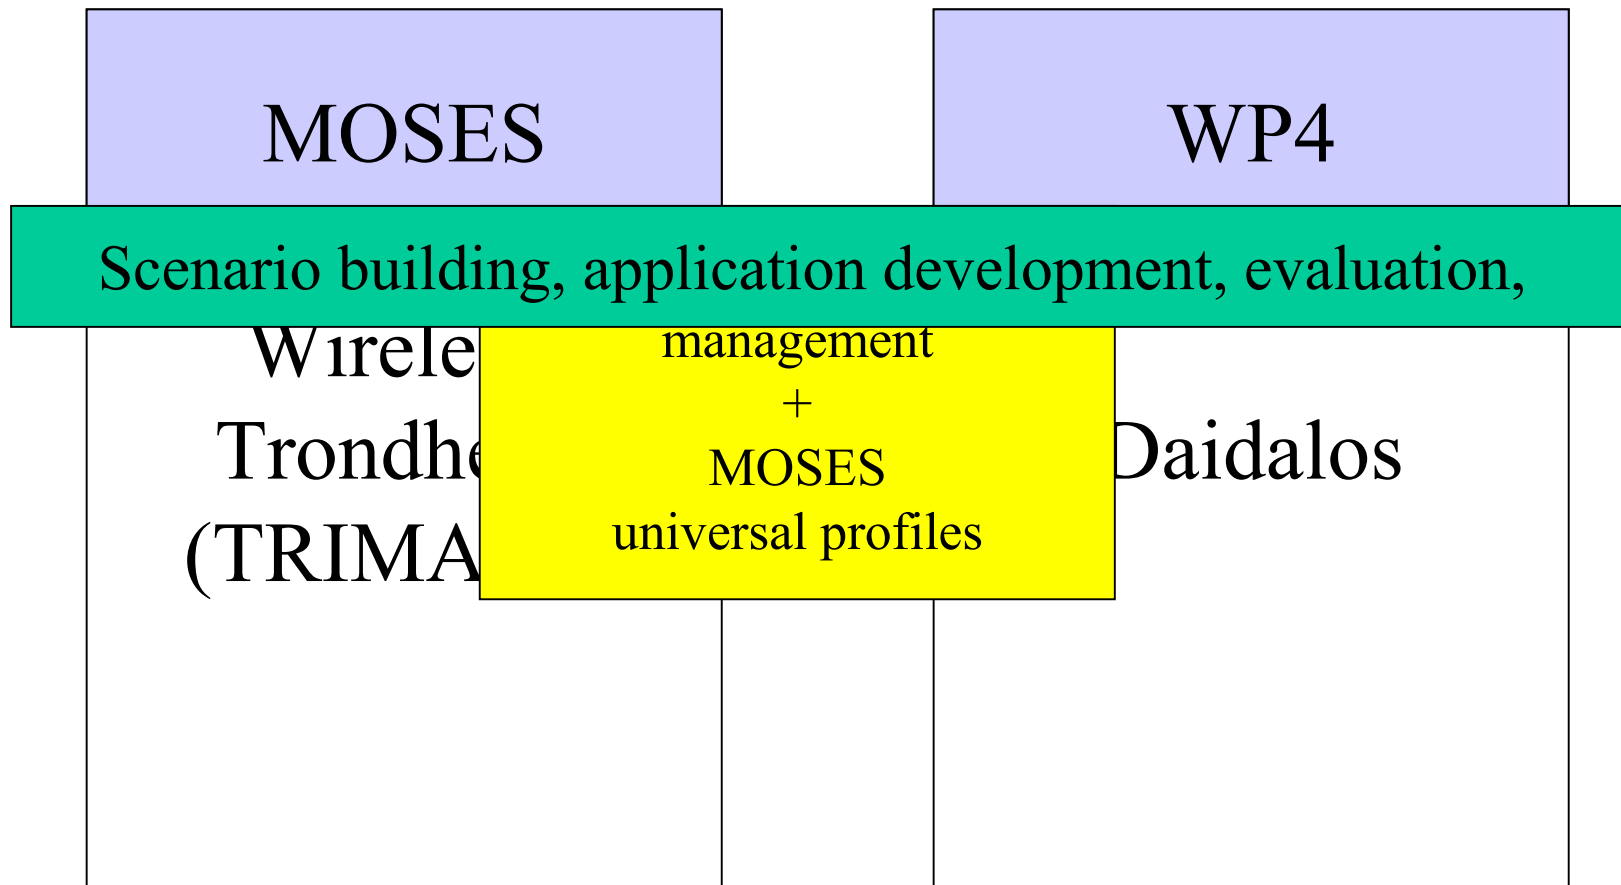 MOSES
WP4
Scenario building, application development, evaluation,
management
+
MOSES
universal profiles
Daidalos